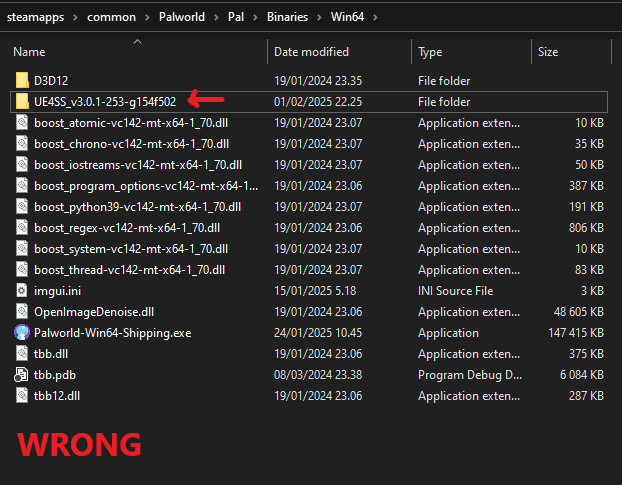 steamapps > common > Palworld > Pal > Binaries > Win64 >
Name Date modified Type Size
D3D12 19/01/2024 23.35 File folder
UE4SS_v3.0.1-253-g154f502 01/02/2025 22.25 File folder
boost_atomic-vc142-mt-x64-1_70.dll 19/01/2024 23.07 Application exten... 10 KB
boost_chrono-vc142-mt-x64-1_70.dll 19/01/2024 23.07 Application exten... 35 KB
boost_iostreams-vc142-mt-x64-1_70.dll 19/01/2024 23.07 Application exten... 50 KB
boost_program_options-vc142-mt-x64-1... 19/01/2024 23.06 Application exten... 387 KB
boost_python39-vc142-mt-x64-1_70.dll 19/01/2024 23.07 Application exten... 191 KB
boost_regex-vc142-mt-x64-1_70.dll 19/01/2024 23.06 Application exten... 806 KB
boost_system-vc142-mt-x64-1_70.dll 19/01/2024 23.07 Application exten... 10 KB
boost_thread-vc142-mt-x64-1_70.dll 19/01/2024 23.07 Application exten... 83 KB
imgui.ini 15/01/2025 5.18 INI Source File 3 KB
OpenImageDenoise.dll 19/01/2024 23.06 Application exten... 48 605 KB
Palworld-Win64-Shipping.exe 24/01/2025 10.45 Application 147 415 KB
tbb.dll 19/01/2024 23.06 Application exten... 375 KB
tbb.pdb 08/03/2024 23.38 Program Debug D... 6 084 KB
tbb12.dll 19/01/2024 23.06 Application exten... 287 KB
WRONG